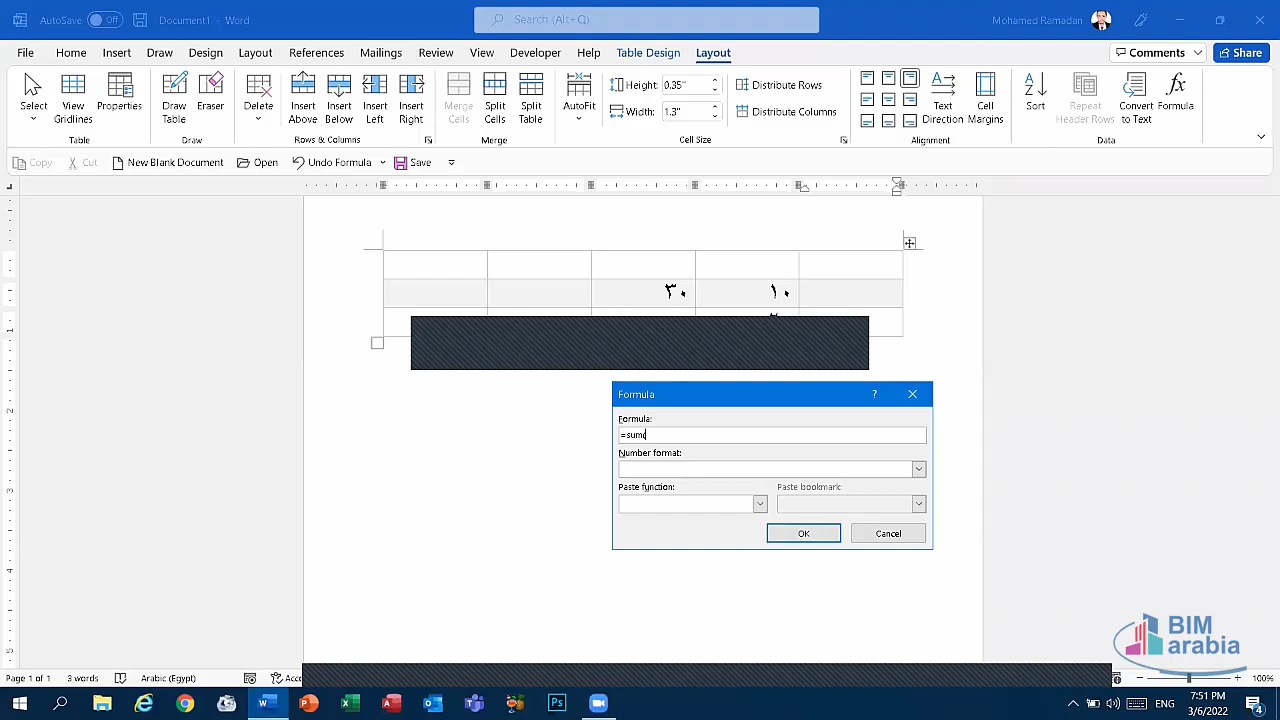 AutoSave Off Document1 - Word Search (Alt+Q) Mohamed Ramadan
File Home Insert Draw Design Layout References Mailings Review View Developer Help Table Design Layout Comments Share
Select View Gridlines Properties Draw Table Eraser Delete Insert Above Insert Below Insert Left Insert Right Merge Cells Split Cells Split Table AutoFit Height: 0.35" Width: 1.3" Distribute Rows Distribute Columns Text Direction Cell Margins Sort Repeat Header Rows Convert to Text Formula
Table Draw Rows & Columns Merge Cell Size Alignment Data
Copy Cut New Blank Document Open Undo Formula Save
١٠ ٣٠
Formula
Formula:
=sum(
Number format:
Paste function: Paste bookmark:
OK Cancel
BIM
arabia
Page 1 of 1 3 words Arabic (Egypt) 100%
ENG 7:51 PM
3/6/2022